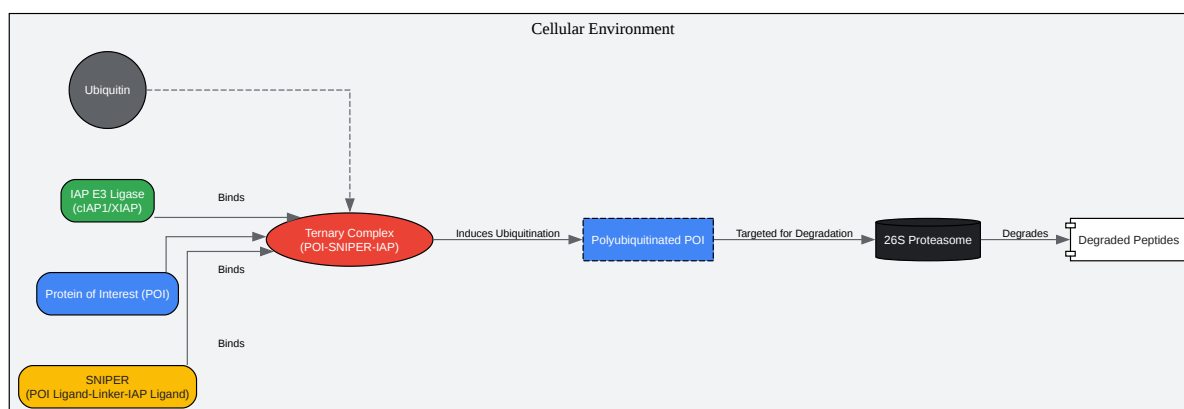 Cellular Environment
Ubiquitin
IAP E3 Ligase
(cIAP1/XIAP)
Binds
Ternary Complex
(POI-SNIPER-IAP)
Induces Ubiquitination
Polyubiquitinated POI
Targeted for Degradation
26S Proteasome
Degrades
Degraded Peptides
Protein of Interest (POI)
Binds
Binds
SNIPER
(POI Ligand-Linker-IAP Ligand)